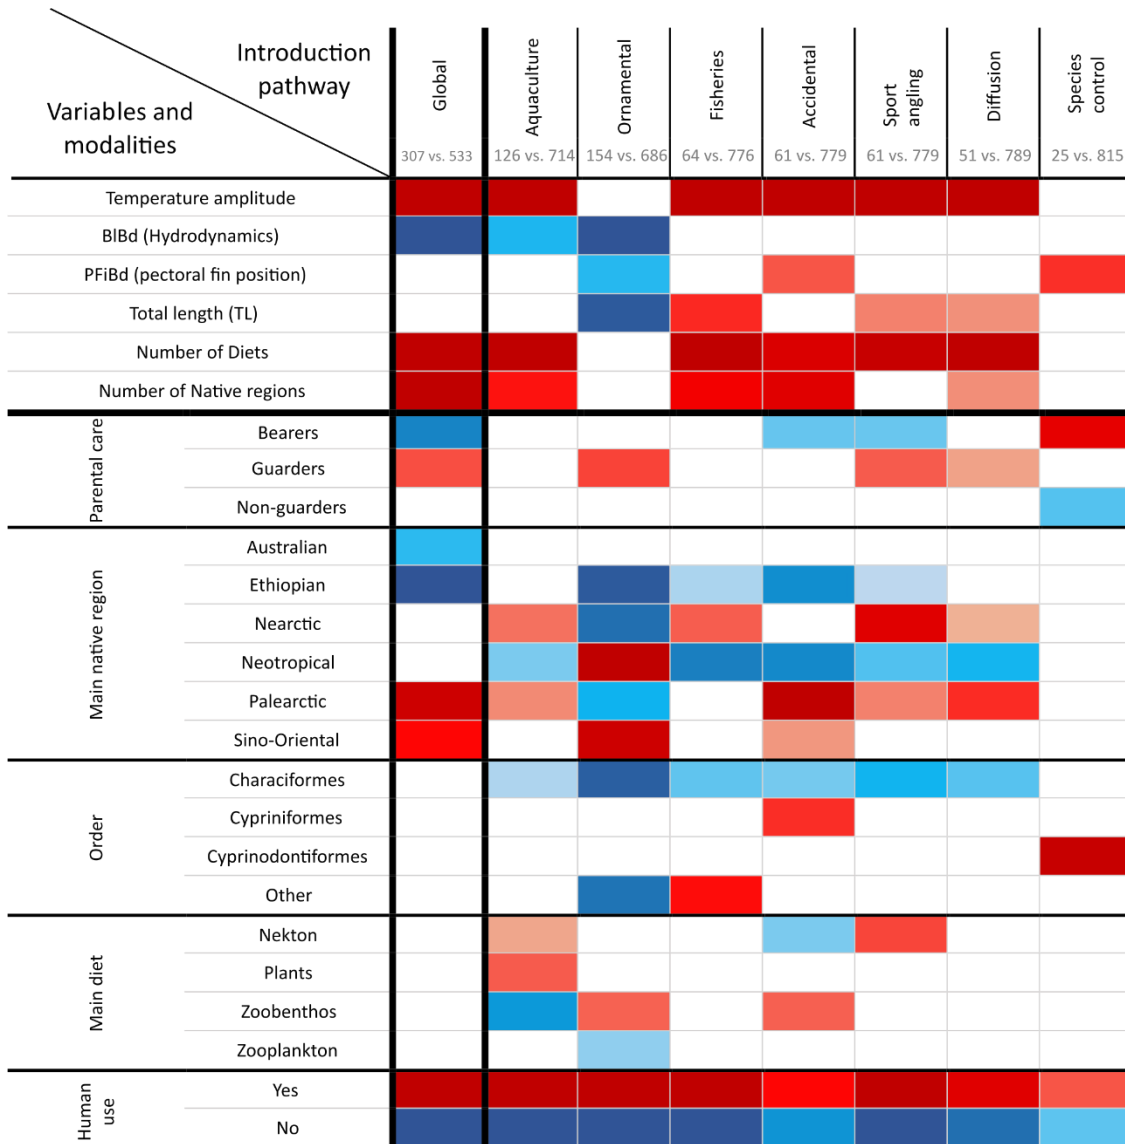 Introduction
pathway
Variables and
modalities
Global
Aquaculture
Ornamental
Fisheries
Accidental
Sport
angling
Diffusion
Species
control
307 vs. 533
126 vs. 714
154 vs. 686
64 vs. 776
61 vs. 779
61 vs. 779
51 vs. 789
25 vs. 815
Temperature amplitude
BlBd (Hydrodynamics)
PFiBd (pectoral fin position)
Total length (TL)
Number of Diets
Number of Native regions
Parental care
Bearers
Guarders
Non-guarders
Main native region
Australian
Ethiopian
Nearctic
Neotropical
Palearctic
Sino-Oriental
Order
Characiformes
Cypriniformes
Cyprinodontiformes
Other
Main diet
Nekton
Plants
Zoobenthos
Zooplankton
Human
use
Yes
No